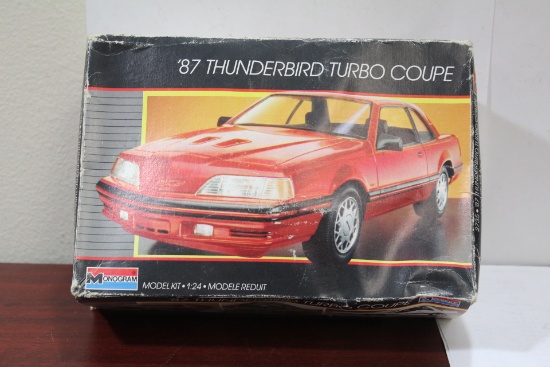 '87 THUNDERBIRD TURBO COUPE
MONOGRAM
MODEL KIT • 1:24 • MODELE REDUIT